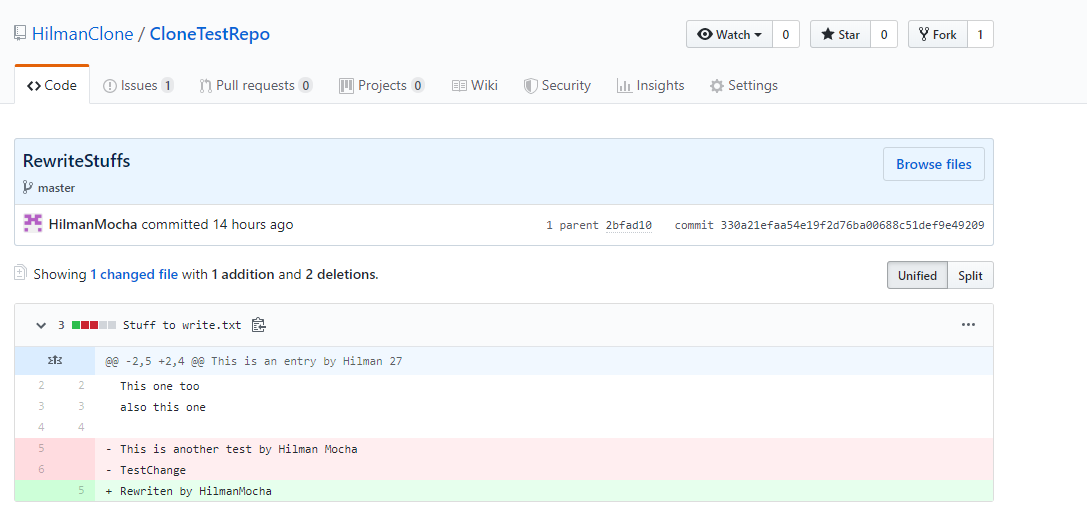 HilmanClone / CloneTestRepo Watch 0 Star 0 Fork 1
Code Issues 1 Pull requests 0 Projects 0 Wiki Security Insights Settings
RewriteStuffs Browse files
master
HilmanMocha committed 14 hours ago 1 parent 2bfad10 commit 330a21efaa54e19f2d76ba00688c51def9e49209
Showing 1 changed file with 1 addition and 2 deletions. Unified Split
3 Stuff to write.txt
@@ -2,5 +2,4 @@ This is an entry by Hilman 27
2 2 This one too
3 3 also this one
4 4
5 - This is another test by Hilman Mocha
6 - TestChange
5 + Rewriten by HilmanMocha